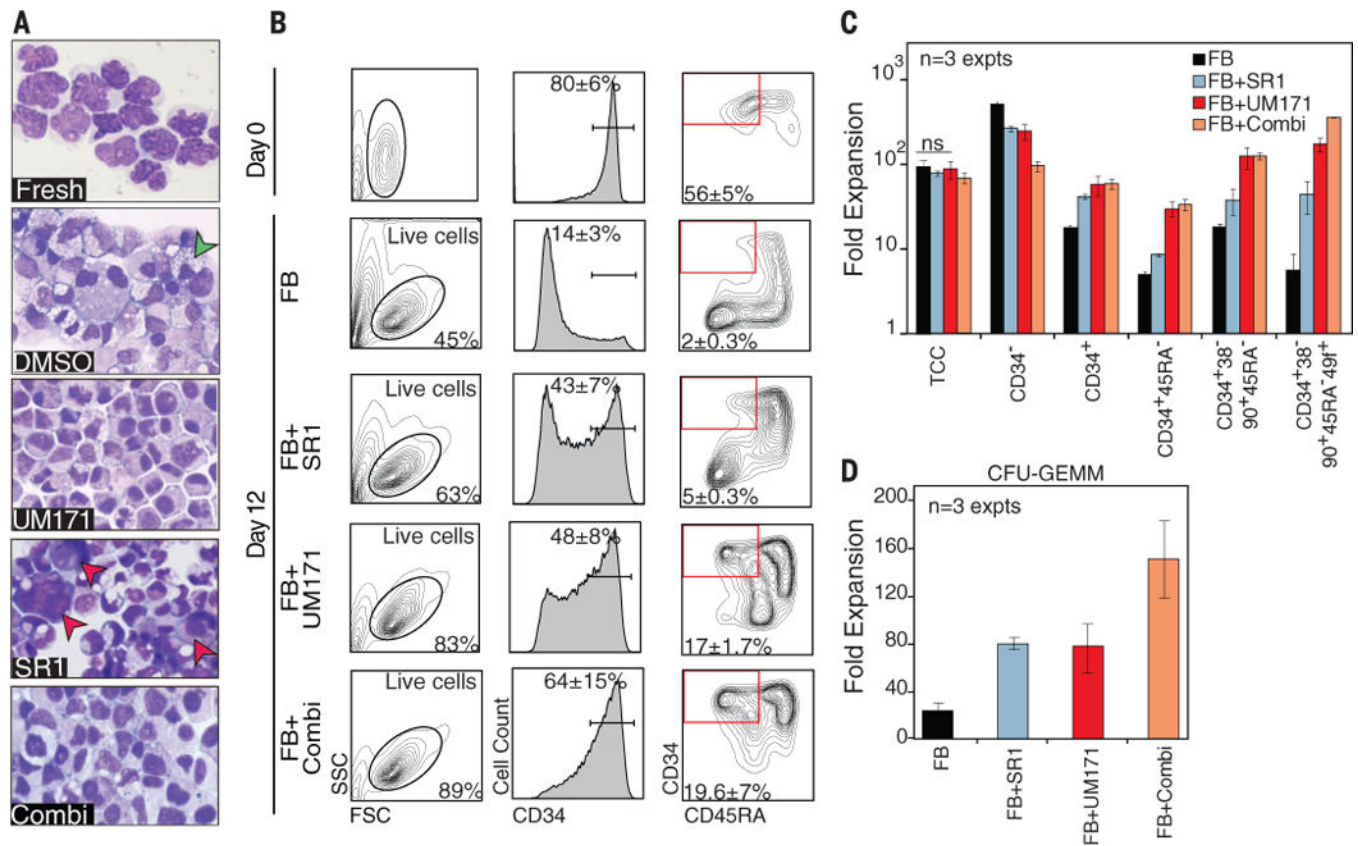 A
Fresh
DMSO
UM171
SR1
Combi
B
Day 0
80±6%
56±5%
Day 12
FB
Live cells
45%
14±3%
2±0.3%
FB+
SR1
Live cells
63%
43±7%
5±0.3%
FB+
UM171
Live cells
83%
48±8%
17±1.7%
FB+
Combi
Live cells
89%
64±15%
19.6±7%
SSC
FSC
Cell Count
CD34
CD34
CD45RA
C
n=3 expts
FB
FB+SR1
FB+UM171
FB+Combi
ns
Fold Expansion
10³
10²
10
1
TCC
CD34⁻
CD34⁺
CD34⁺45RA⁻
CD34⁺38⁻
90⁺45RA⁻
CD34⁺38⁻
90⁺45RA⁻49f⁺
D
CFU-GEMM
n=3 expts
Fold Expansion
200
160
120
80
40
0
FB
FB+SR1
FB+UM171
FB+Combi